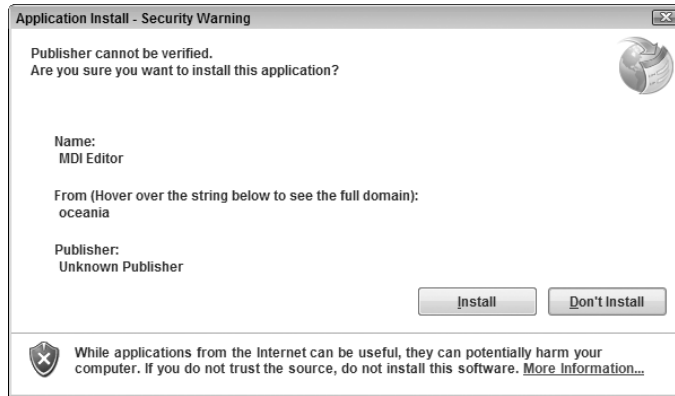 Application Install - Security Warning
Publisher cannot be verified.
Are you sure you want to install this application?
Name:
MDI Editor
From (Hover over the string below to see the full domain):
oceania
Publisher:
Unknown Publisher
Install
Don't Install
While applications from the Internet can be useful, they can potentially harm your
computer. If you do not trust the source, do not install this software. More Information...